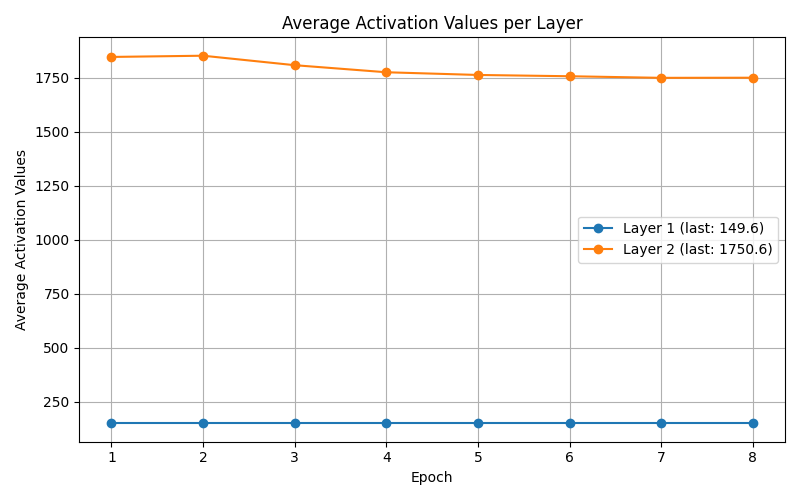 Average Activation Values per Layer
Average Activation Values
1750
1500
1250
1000
750
500
250
Layer 1 (last: 149.6)
Layer 2 (last: 1750.6)
1 2 3 4 5 6 7 8
Epoch